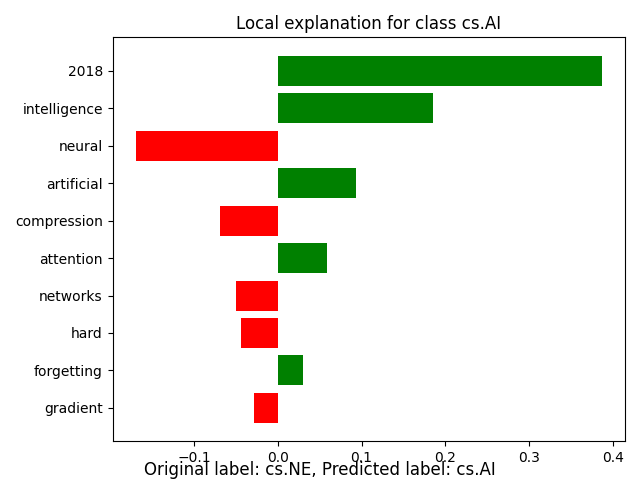 Local explanation for class cs.AI
2018
intelligence
neural
artificial
compression
attention
networks
hard
forgetting
gradient
−0.1 0.0 0.1 0.2 0.3 0.4
Original label: cs.NE, Predicted label: cs.AI